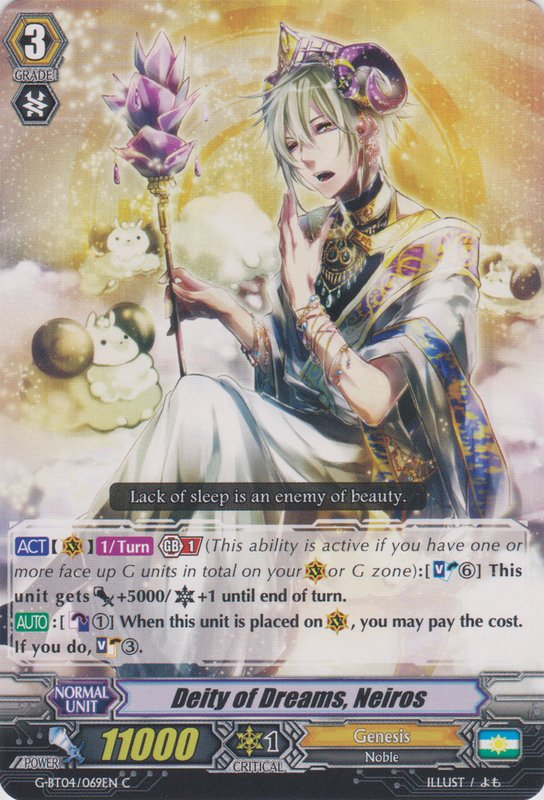 3
GRADE
Lack of sleep is an enemy of beauty.
ACT【 】1/Turn GB 1 (This ability is active if you have one or
more face up G units in total on your or G zone):[ V ⑥] This
unit gets +5000/ +1 until end of turn.
AUTO:[ ①] When this unit is placed on , you may pay the cost.
If you do, V ③.
NORMAL
UNIT
Deity of Dreams, Neiros
POWER
11000
1
CRITICAL
Genesis
Noble
G-BT04/069EN C
ILLUST / よも